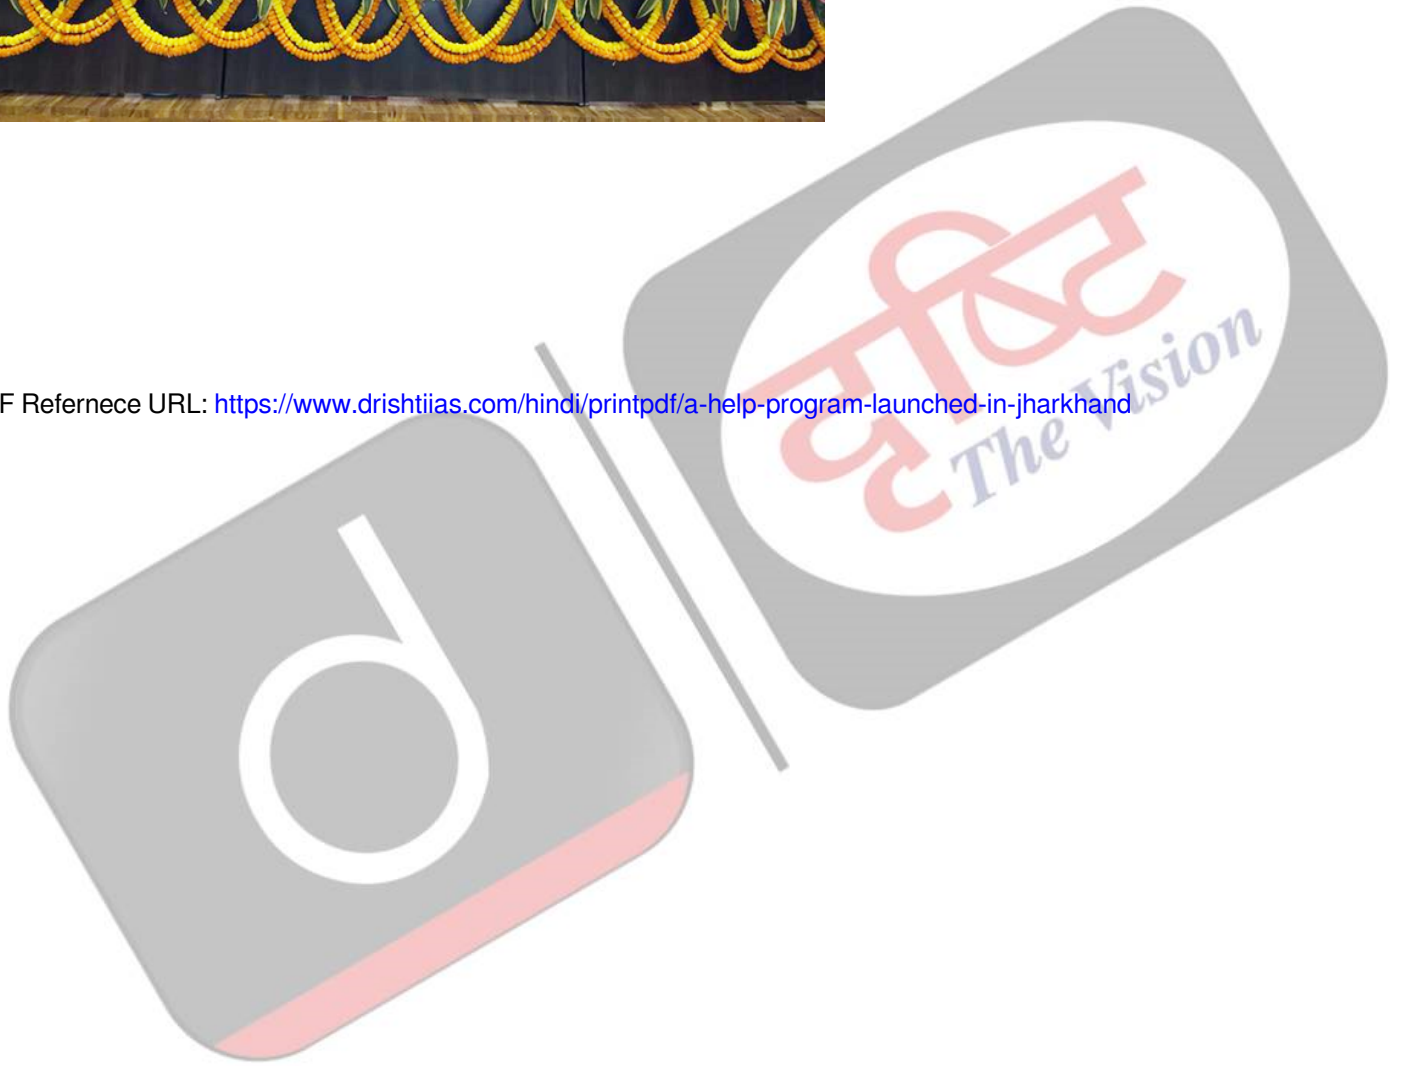 F Refernece URL: https://www.drishtiias.com/hindi/printpdf/a-help-program-launched-in-jharkhand
दृष्टि
The Vision
d